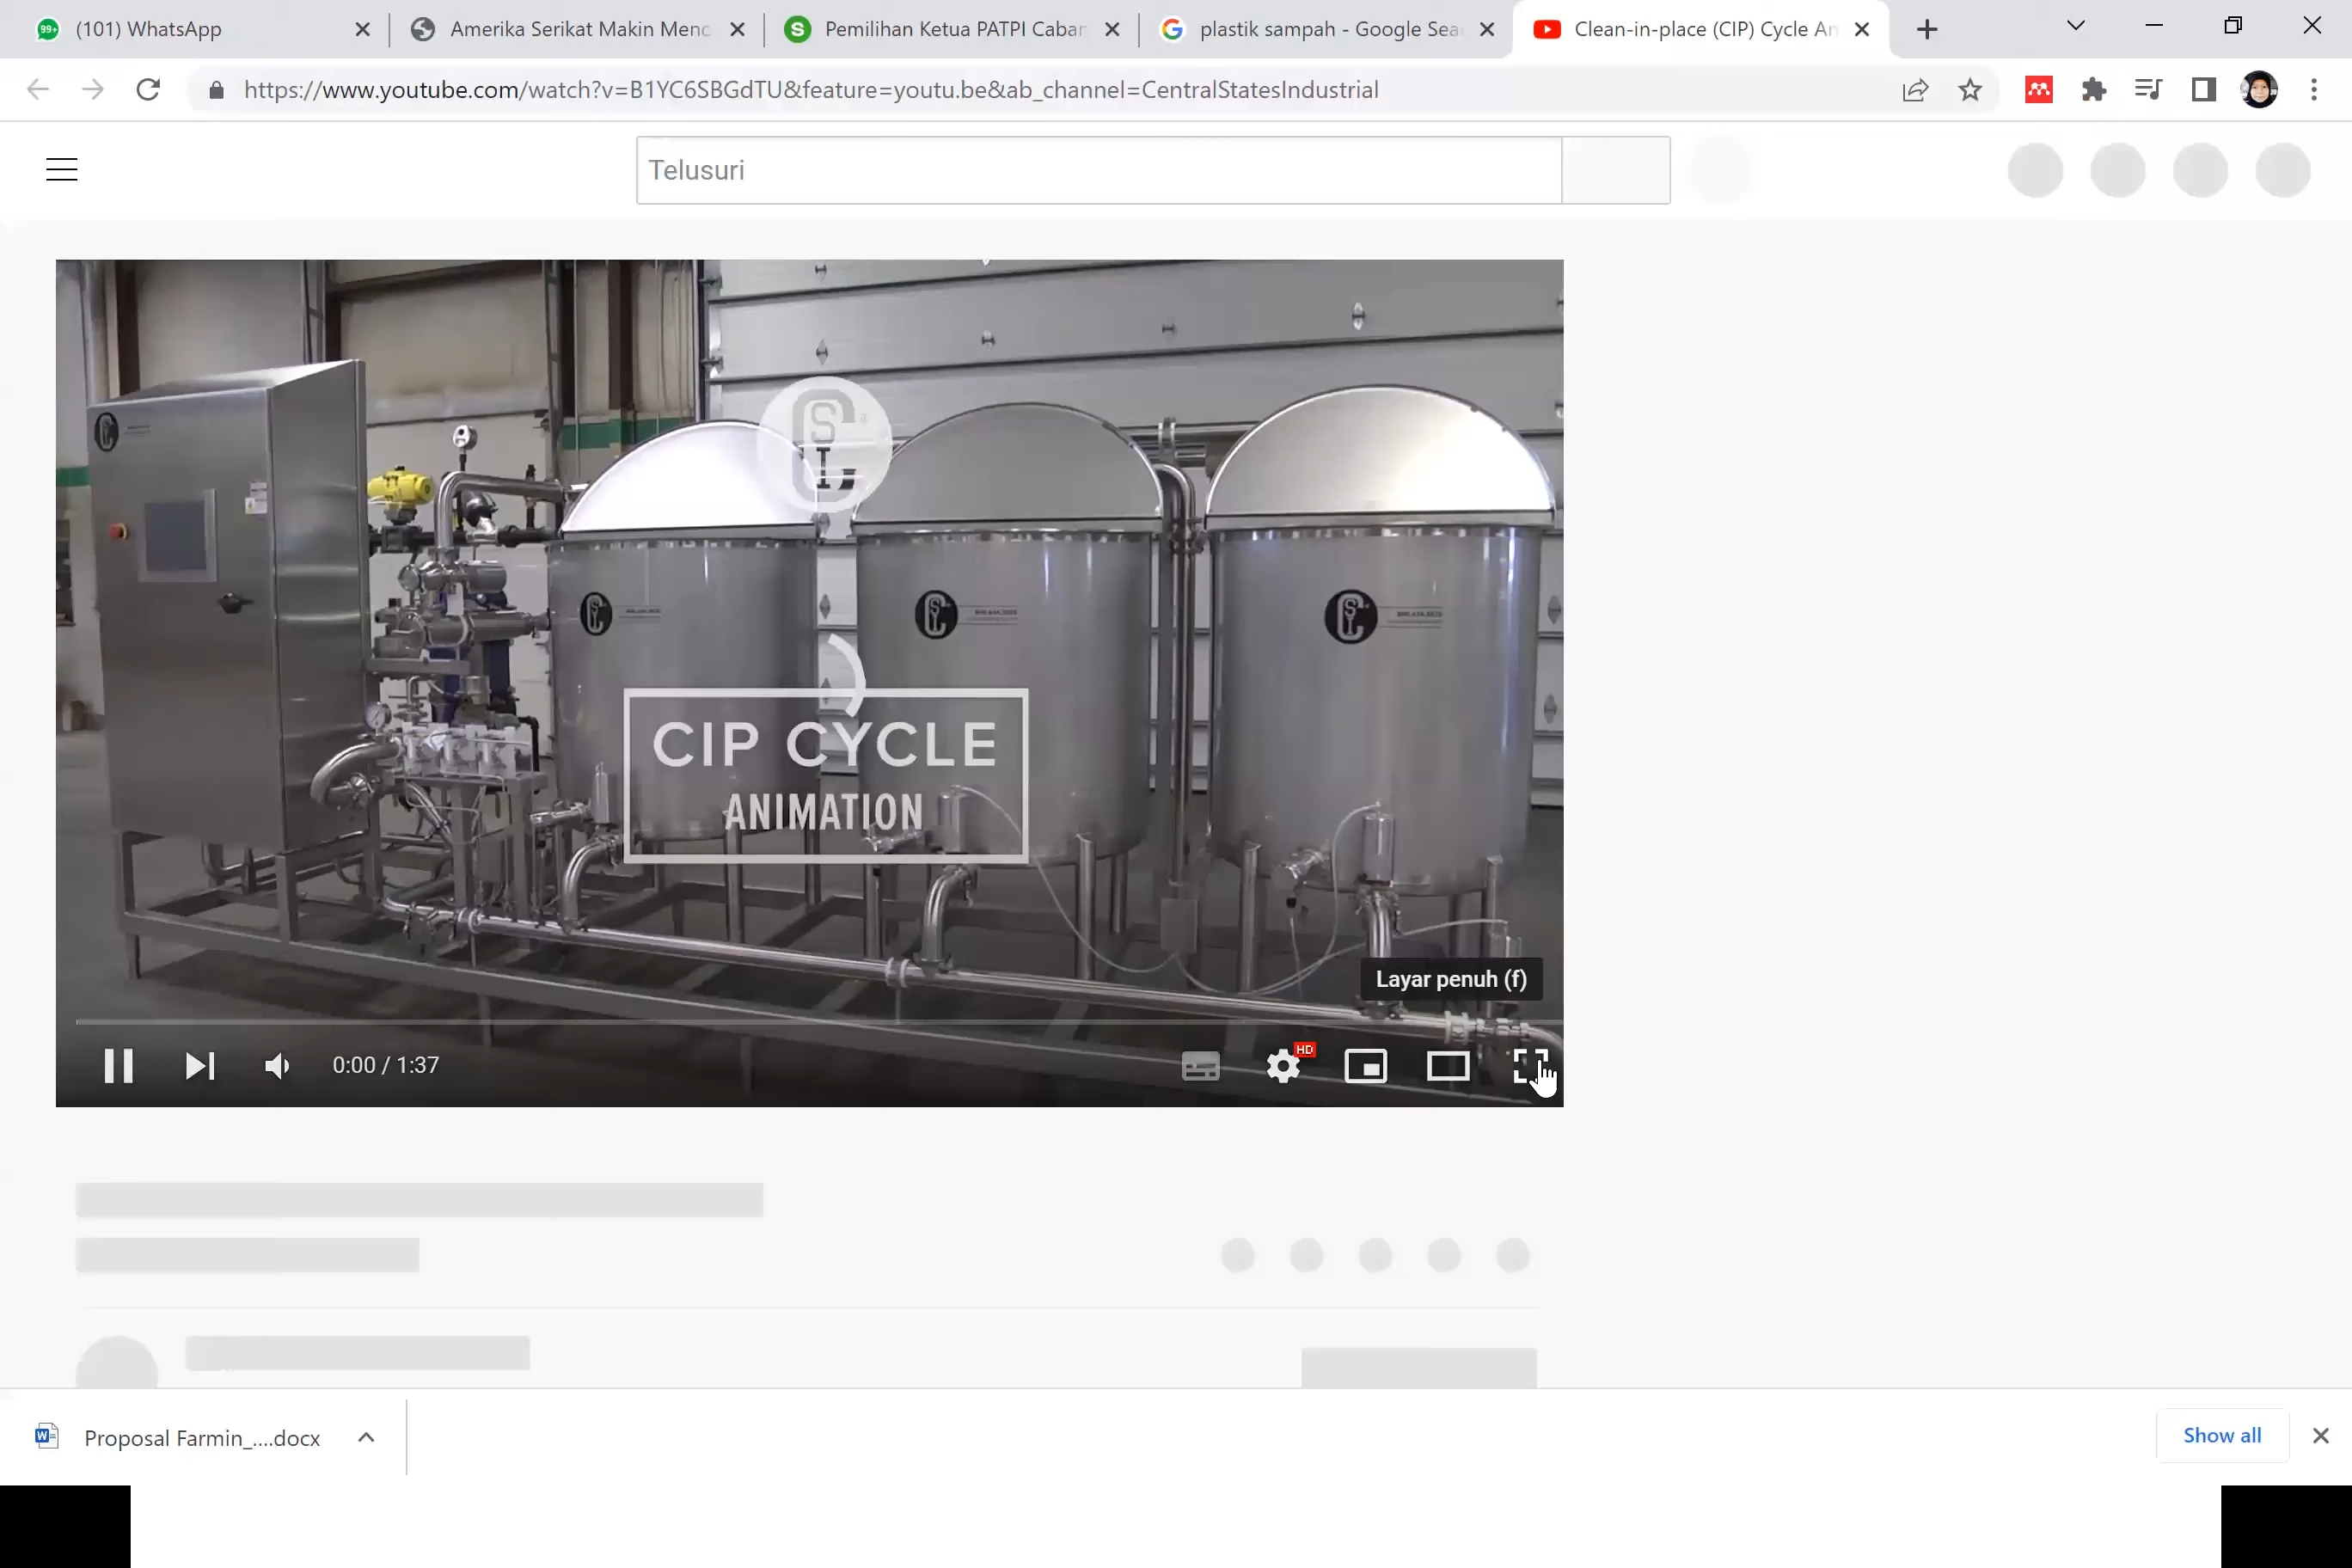 (101) WhatsApp
Amerika Serikat Makin Menc
Pemilihan Ketua PATPI Caban
plastik sampah - Google Sea
Clean-in-place (CIP) Cycle An
https://www.youtube.com/watch?v=B1YC6SBGdTU&feature=youtu.be&ab_channel=CentralStatesIndustrial
Telusuri
CIP CYCLE
ANIMATION
Layar penuh (f)
0:00 / 1:37
HD
Proposal Farmin_....docx
Show all